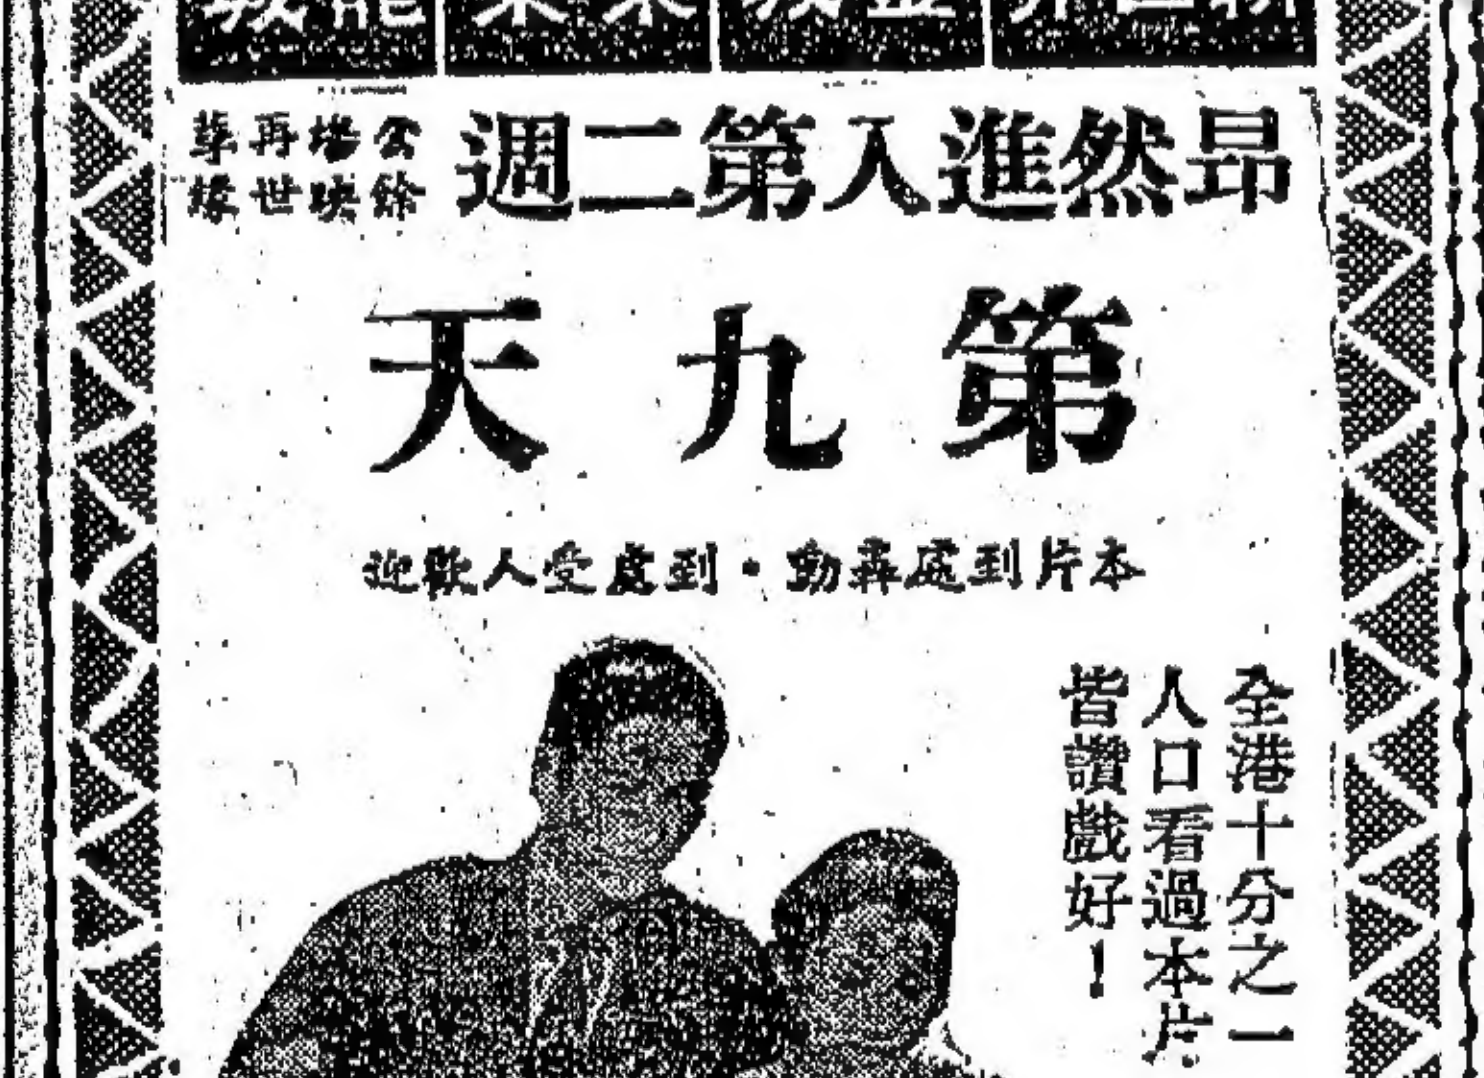 昂然進入第二週
第九天
本片到處轟動・到處受人歡迎
全港十分之一
人口看過本片
皆讚戲好！